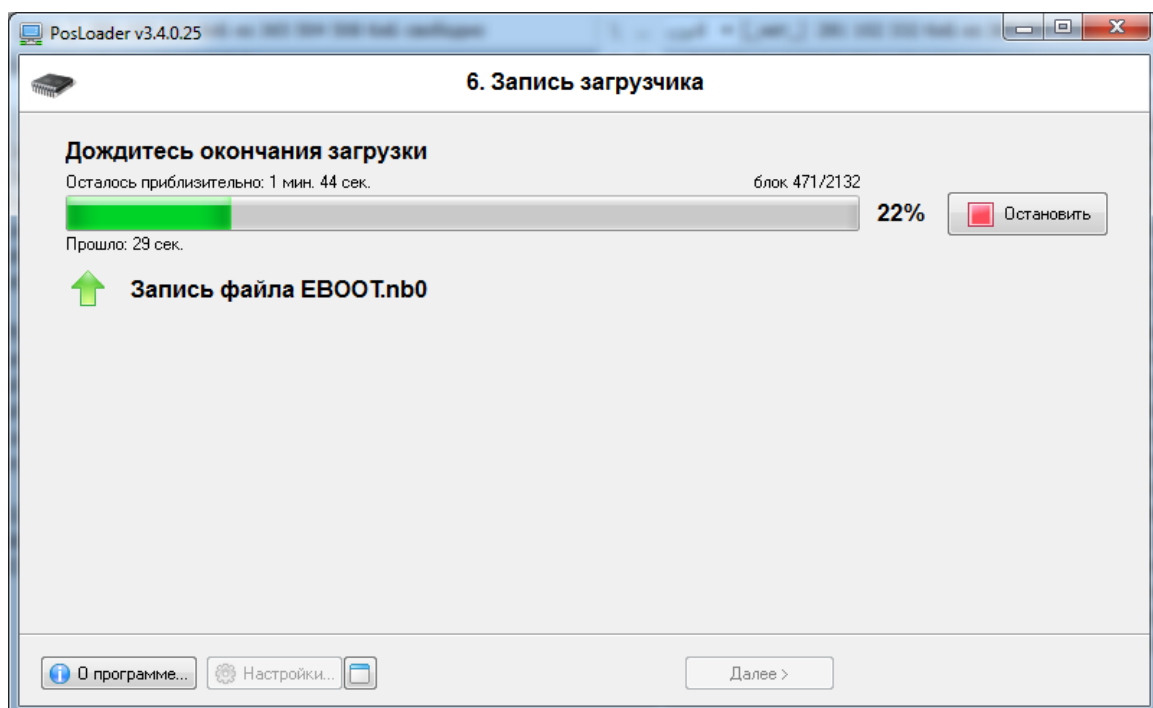 PosLoader v3.4.0.25
6. Запись загрузчика
Дождитесь окончания загрузки
Осталось приблизительно: 1 мин. 44 сек.
блок 471/2132
22%
Остановить
Прошло: 29 сек.
Запись файла EBOOT.nb0
О программе...
Настройки...
Далее >